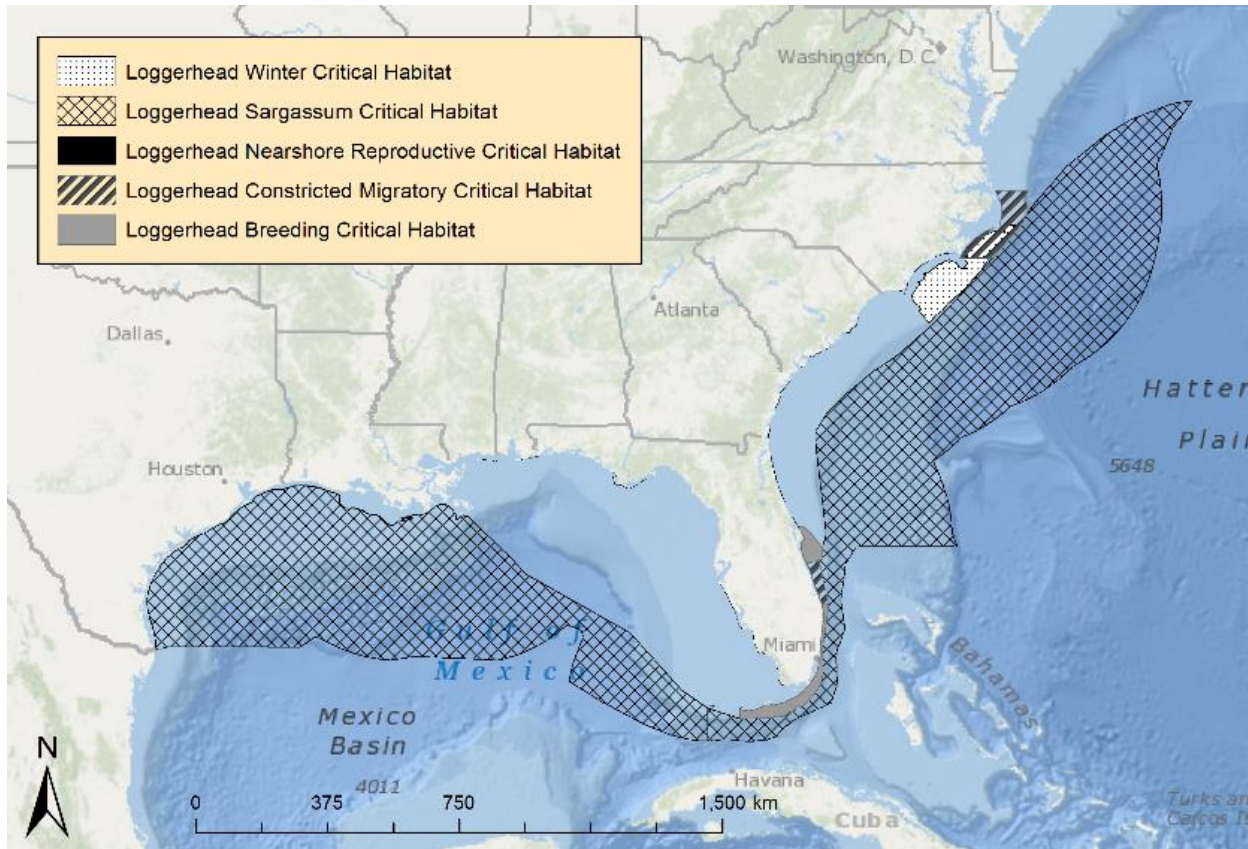 Loggerhead Winter Critical Habitat
Loggerhead Sargassum Critical Habitat
Loggerhead Nearshore Reproductive Critical Habitat
Loggerhead Constricted Migratory Critical Habitat
Loggerhead Breeding Critical Habitat
Washington, D.C.
Atlanta
Dallas
Hatter
Plai
5648
Houston
Gulf of
Mexico
Miami
Bahamas
Mexico
Basin
4011
Havana
Cuba
Turks an
Caicos Is
N
0 375 750 1,500 km